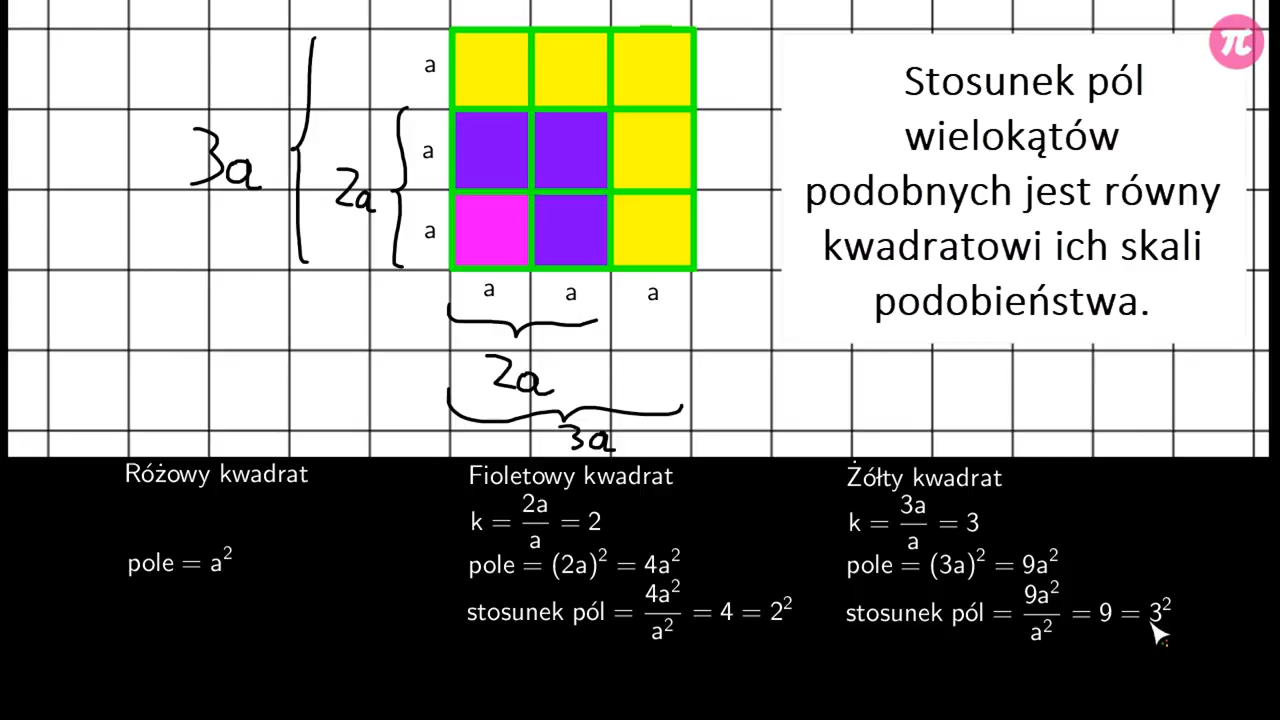 π
Stosunek pól
wielokątów
podobnych jest równy
kwadratowi ich skali
podobieństwa.
a
a
a
3a
2a
a a a
2a
3a
Różowy kwadrat
pole = a²
Fioletowy kwadrat
k = 2a/a = 2
pole = (2a)² = 4a²
stosunek pól = 4a²/a² = 4 = 2²
Żółty kwadrat
k = 3a/a = 3
pole = (3a)² = 9a²
stosunek pól = 9a²/a² = 9 = 3²